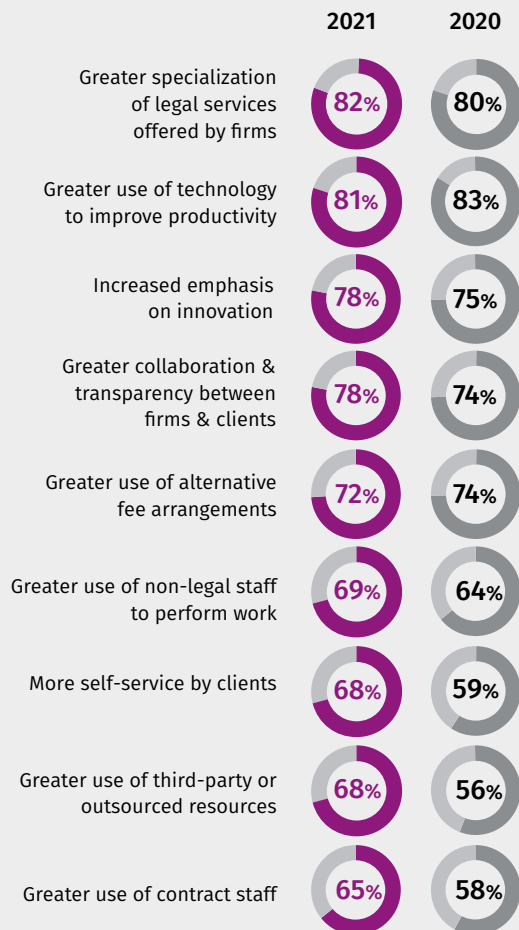 2021 2020
Greater specialization
of legal services
offered by firms
82% 80%
Greater use of technology
to improve productivity
81% 83%
Increased emphasis
on innovation
78% 75%
Greater collaboration &
transparency between
firms & clients
78% 74%
Greater use of alternative
fee arrangements
72% 74%
Greater use of non-legal staff
to perform work
69% 64%
More self-service by clients
68% 59%
Greater use of third-party or
outsourced resources
68% 56%
Greater use of contract staff
65% 58%